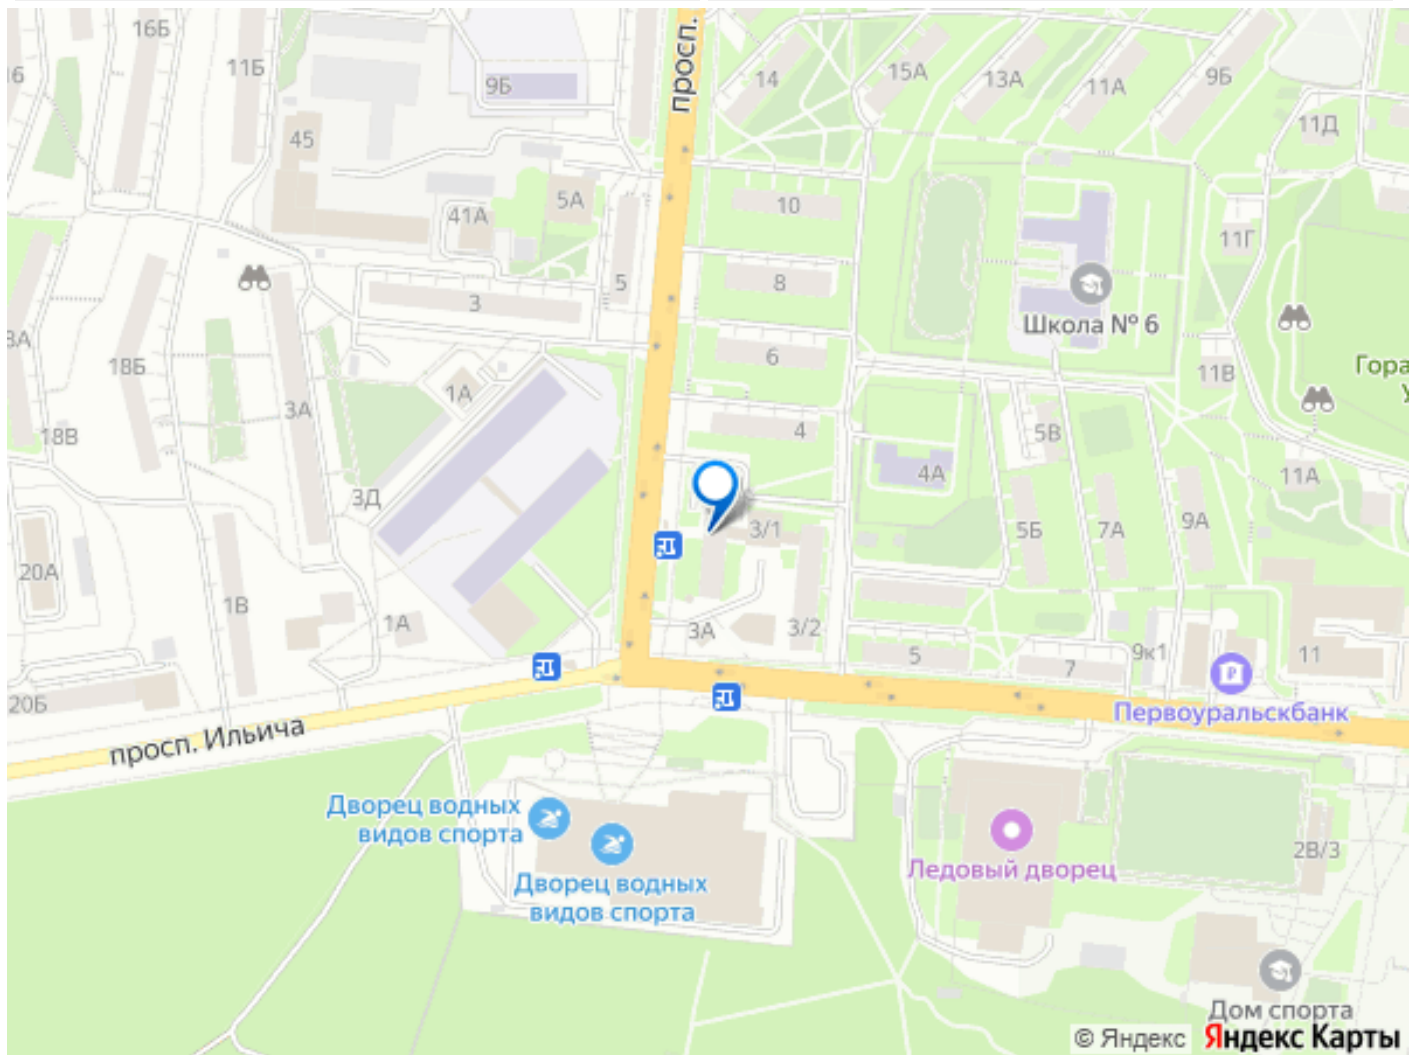 16Б
11Б
9Б
просп.
14
15А
13А
11А
9Б
6
45
11Д
41А
5А
10
11Г
3
5
8
Школа № 6
3А
18Б
6
1А
11В
Гора
У
3А
18В
4
5В
4А
11А
3Д
3/1
5Б
7А
9А
20А
1В
1А
3А
3/2
5
7
9к1
11
20Б
просп. Ильича
Первоуральскбанк
Дворец водных
видов спорта
Дворец водных
видов спорта
Ледовый дворец
2В/3
Дом спорта
© Яндекс Яндекс Карты